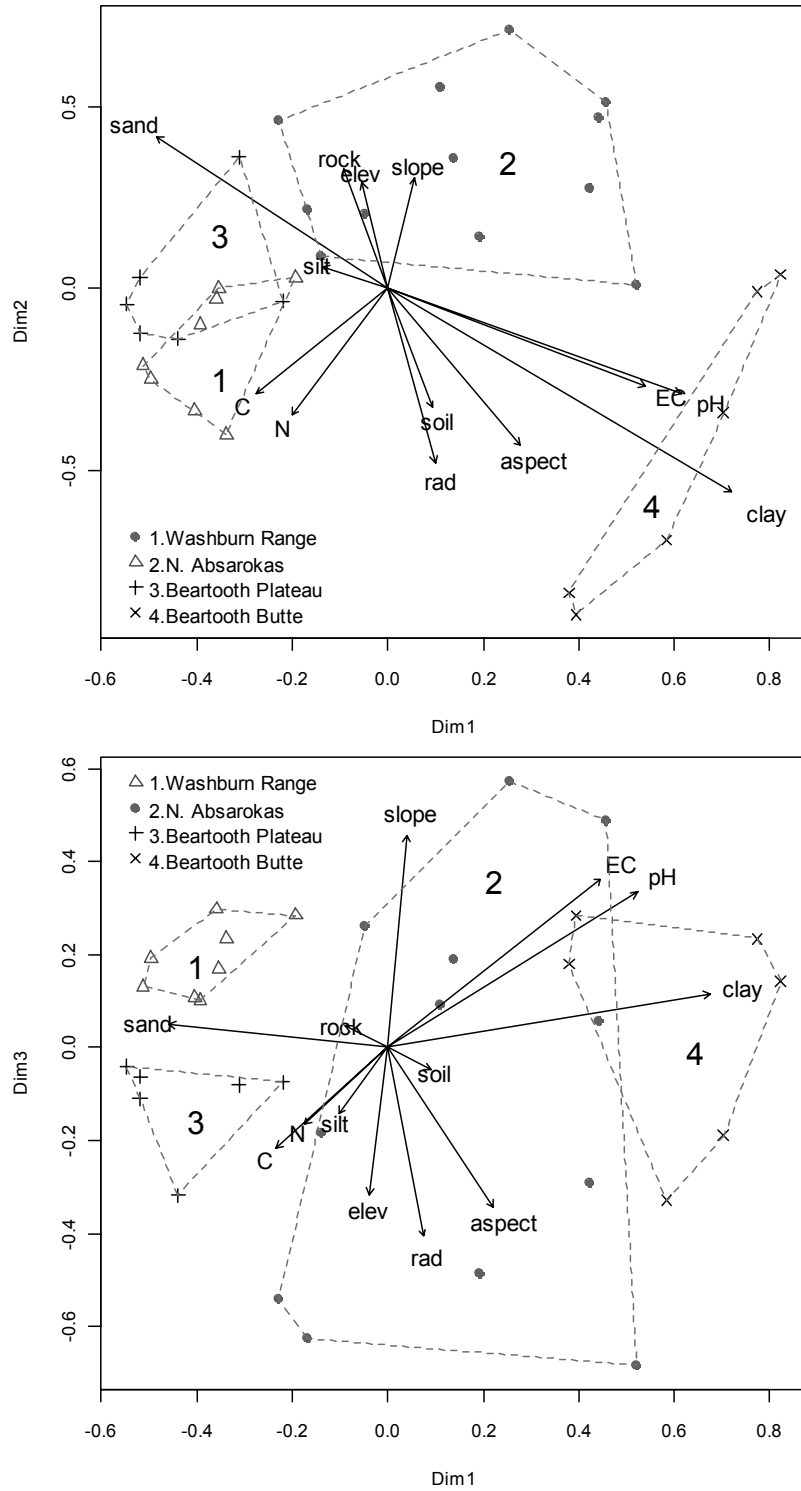 sand
rock
elev
slope
2
3
silt
1
C
N
soil
rad
aspect
EC
pH
4
clay
1.Washburn Range
2.N. Absarokas
3.Beartooth Plateau
4.Beartooth Butte
0.5
0.0
-0.5
Dim2
-0.6 -0.4 -0.2 0.0 0.2 0.4 0.6 0.8
Dim1
1.Washburn Range
2.N. Absarokas
3.Beartooth Plateau
4.Beartooth Butte
slope
2
EC
pH
1
clay
sand
rock
soil
4
3
N
silt
C
elev
rad
aspect
0.6
0.4
0.2
0.0
-0.2
-0.4
-0.6
Dim3
-0.6 -0.4 -0.2 0.0 0.2 0.4 0.6 0.8
Dim1